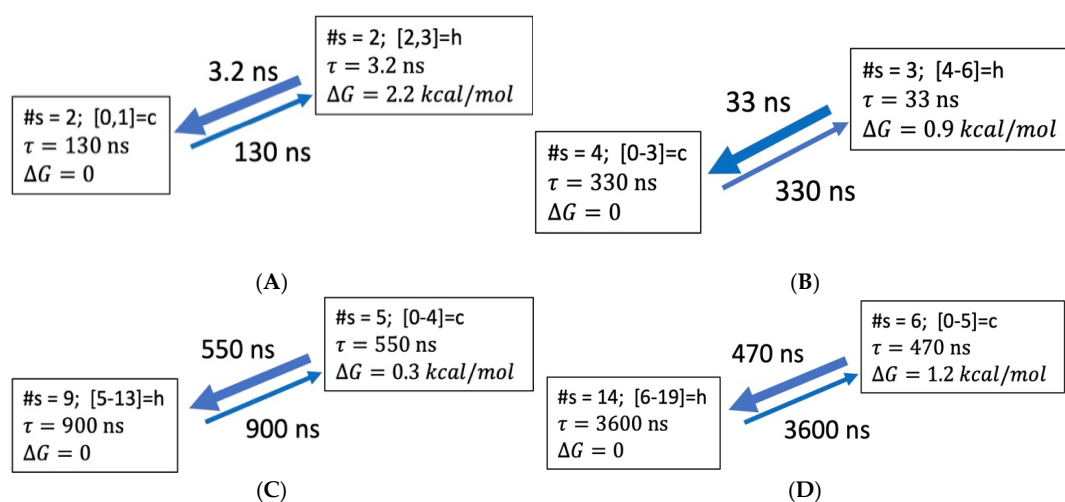 #s = 2; [2,3]=h
τ = 3.2 ns
ΔG = 2.2 kcal/mol
3.2 ns
#s = 2; [0,1]=c
τ = 130 ns
ΔG = 0
130 ns
(A)
#s = 3; [4-6]=h
τ = 33 ns
ΔG = 0.9 kcal/mol
33 ns
#s = 4; [0-3]=c
τ = 330 ns
ΔG = 0
330 ns
(B)
#s = 5; [0-4]=c
τ = 550 ns
ΔG = 0.3 kcal/mol
550 ns
#s = 9; [5-13]=h
τ = 900 ns
ΔG = 0
900 ns
(C)
#s = 6; [0-5]=c
τ = 470 ns
ΔG = 1.2 kcal/mol
470 ns
#s = 14; [6-19]=h
τ = 3600 ns
ΔG = 0
3600 ns
(D)